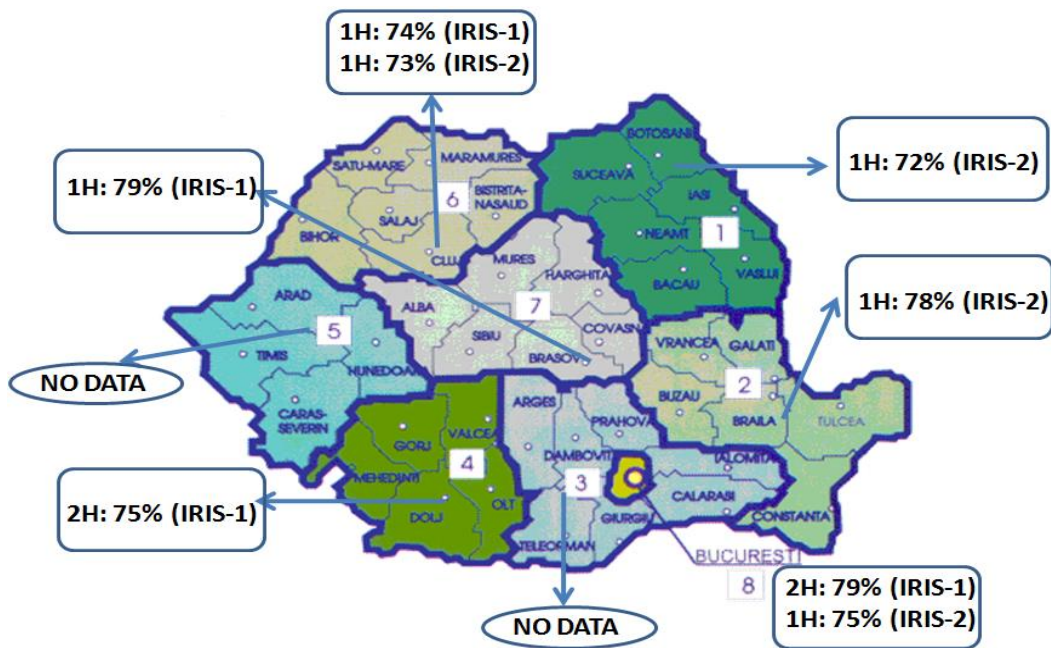 1H: 74% (IRIS-1)
1H: 73% (IRIS-2)
1H: 79% (IRIS-1)
1H: 72% (IRIS-2)
1H: 78% (IRIS-2)
NO DATA
2H: 75% (IRIS-1)
NO DATA
2H: 79% (IRIS-1)
1H: 75% (IRIS-2)
BOTOSANI
SUCEAVA
IASI
NEAMT
1
VASLUI
BACAU
SATU-MARE
MARAMURES
6
BISTRITA-
NASAUD
SALAJ
BIHOR
CLUJ
MURES
HARGHITA
ALBA
7
SIBIU
COVASN
BRASOV
ARAD
5
TIMIS
HUNEDOA
CARAS-
SEVERIN
VRANCEA
GALATI
2
BUZAU
BRAILA
TULCEA
CONSTANTA
GORJ
VALCEA
4
MEHEDINTI
OLT
DOLJ
ARGES
PRAHOVA
DAMBOVIT
3
IALOMITA
CALARASI
GIURGIU
TELEORMAN
BUCURESTI
8